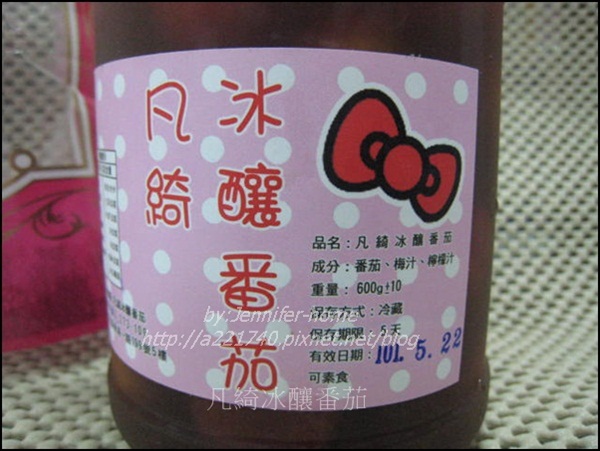 凡綺
冰釀番茄
品名：凡綺冰釀番茄
成分：番茄、梅汁、檸檬汁
重量：600g±10
保存方式：冷藏
保存期限：5天
有效日期：101.5.22
可素食
by:Jennifer-home
http://a221740.pixnet.net/blog
凡綺冰釀番茄